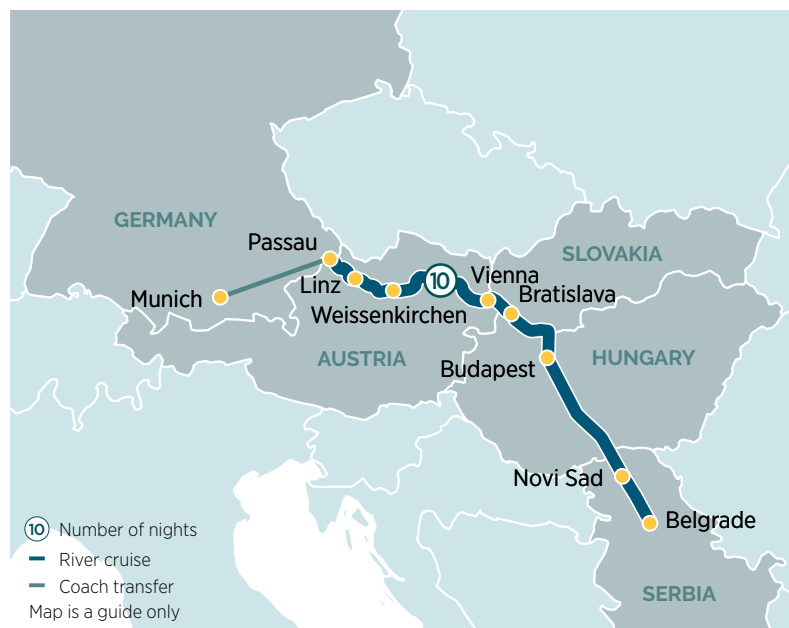 GERMANY
Passau
SLOVAKIA
Munich
Linz
10
Vienna
Bratislava
Weissenkirchen
AUSTRIA
HUNGARY
Budapest
Novi Sad
Belgrade
SERBIA
10 Number of nights
River cruise
Coach transfer
Map is a guide only